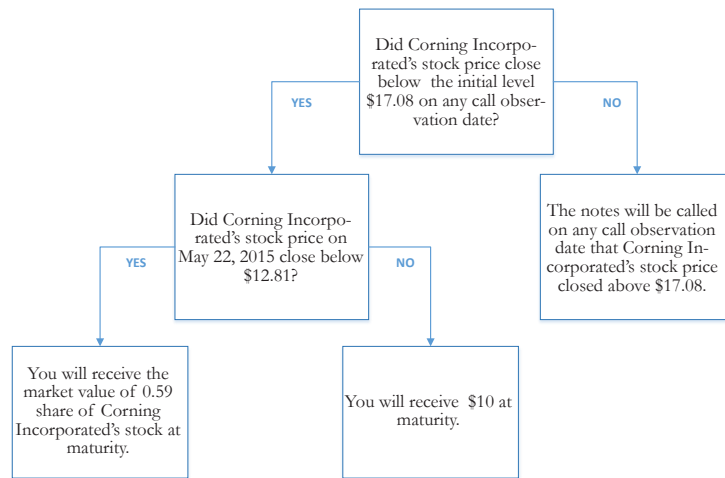 Did Corning Incorpo-
rated's stock price close
below the initial level
$17.08 on any call obser-
vation date?
YES
NO
Did Corning Incorpo-
rated's stock price on
May 22, 2015 close below
$12.81?
The notes will be called
on any call observation
date that Corning In-
corporated's stock price
closed above $17.08.
YES
NO
You will receive the
market value of 0.59
share of Corning
Incorporated's stock at
maturity.
You will receive $10 at
maturity.